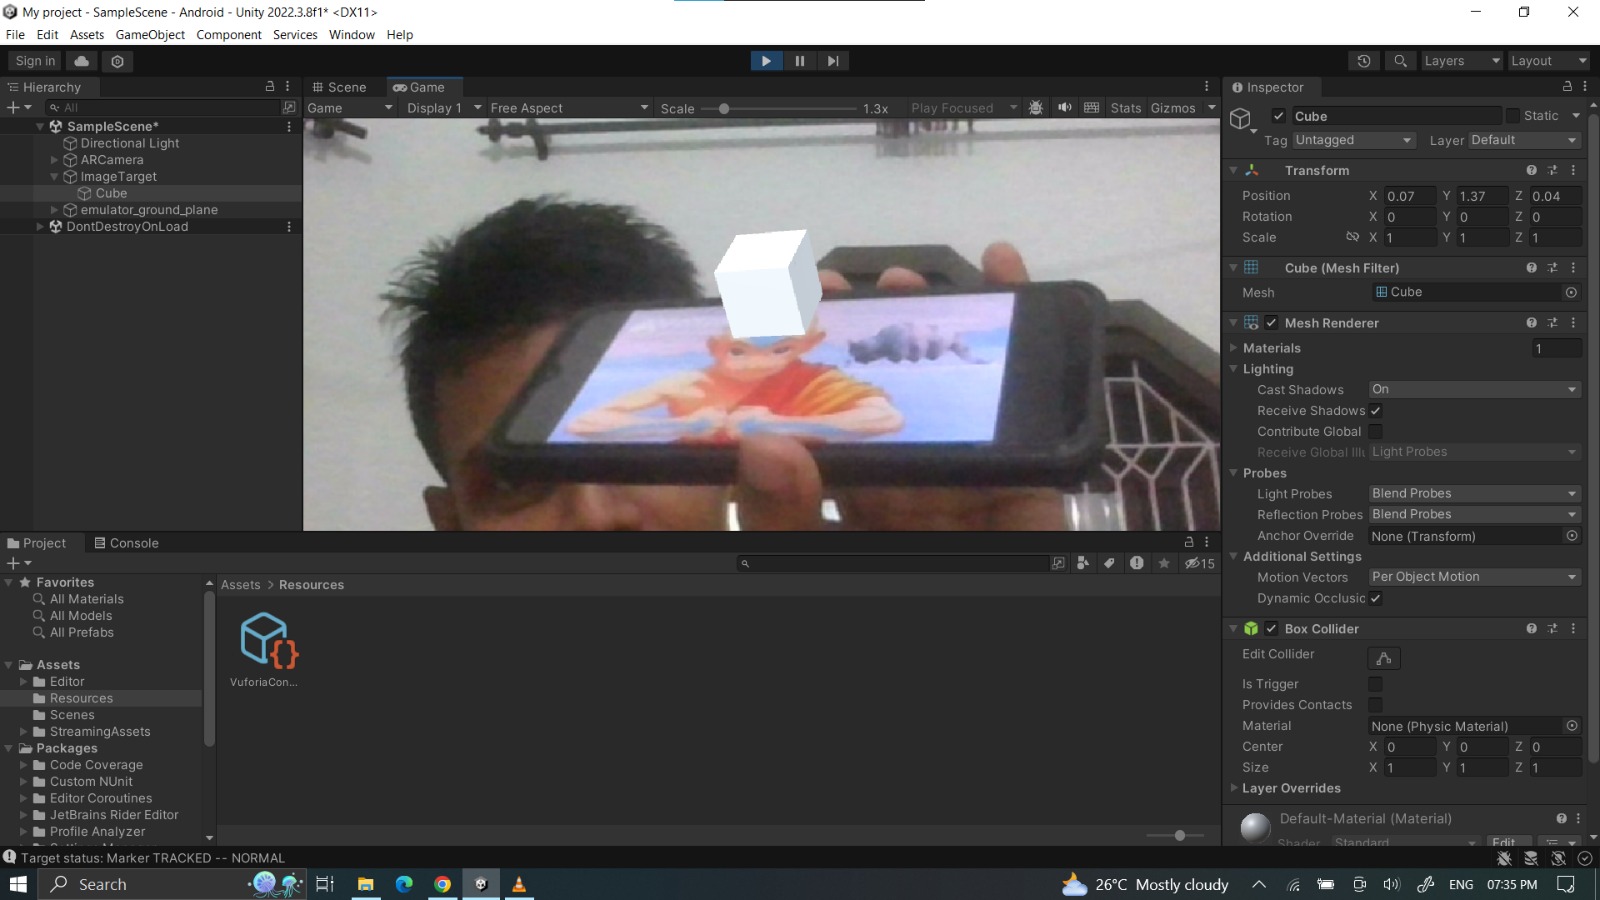 My project - SampleScene - Android - Unity 2022.3.8f1* <DX11>
File Edit Assets GameObject Component Services Window Help
Sign in
Layers Layout
Hierarchy
All
SampleScene*
Directional Light
ARCamera
ImageTarget
Cube
emulator_ground_plane
DontDestroyOnLoad
Scene Game
Game Display 1 Free Aspect Scale 1.3x Play Focused Stats Gizmos
Inspector
Cube Static
Tag Untagged Layer Default
Transform
Position X 0.07 Y 1.37 Z 0.04
Rotation X 0 Y 0 Z 0
Scale X 1 Y 1 Z 1
Cube (Mesh Filter)
Mesh Cube
Mesh Renderer
Materials 1
Lighting
Cast Shadows On
Receive Shadows
Contribute Global
Receive Global Illu Light Probes
Probes
Light Probes Blend Probes
Reflection Probes Blend Probes
Anchor Override None (Transform)
Additional Settings
Motion Vectors Per Object Motion
Dynamic Occlusic
Box Collider
Edit Collider
Is Trigger
Provides Contacts
Material None (Physic Material)
Center X 0 Y 0 Z 0
Size X 1 Y 1 Z 1
Layer Overrides
Default-Material (Material)
Shader Standard Edit
Project Console
15
Favorites
All Materials
All Models
All Prefabs
Assets
Editor
Resources
Scenes
StreamingAssets
Packages
Code Coverage
Custom NUnit
Editor Coroutines
JetBrains Rider Editor
Profile Analyzer
Assets > Resources
VuforiaCon...
Target status: Marker TRACKED -- NORMAL
Search
26°C Mostly cloudy
ENG 07:35 PM